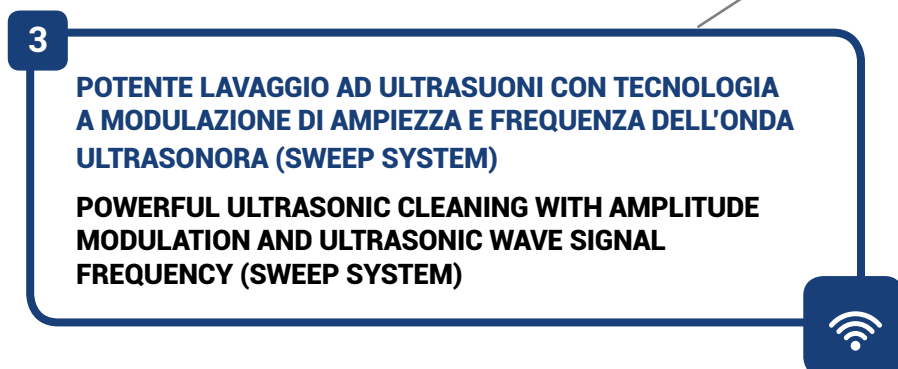 3
POTENTE LAVAGGIO AD ULTRASUONI CON TECNOLOGIA
A MODULAZIONE DI AMPIEZZA E FREQUENZA DELL'ONDA
ULTRASONORA (SWEEP SYSTEM)
POWERFUL ULTRASONIC CLEANING WITH AMPLITUDE
MODULATION AND ULTRASONIC WAVE SIGNAL
FREQUENCY (SWEEP SYSTEM)